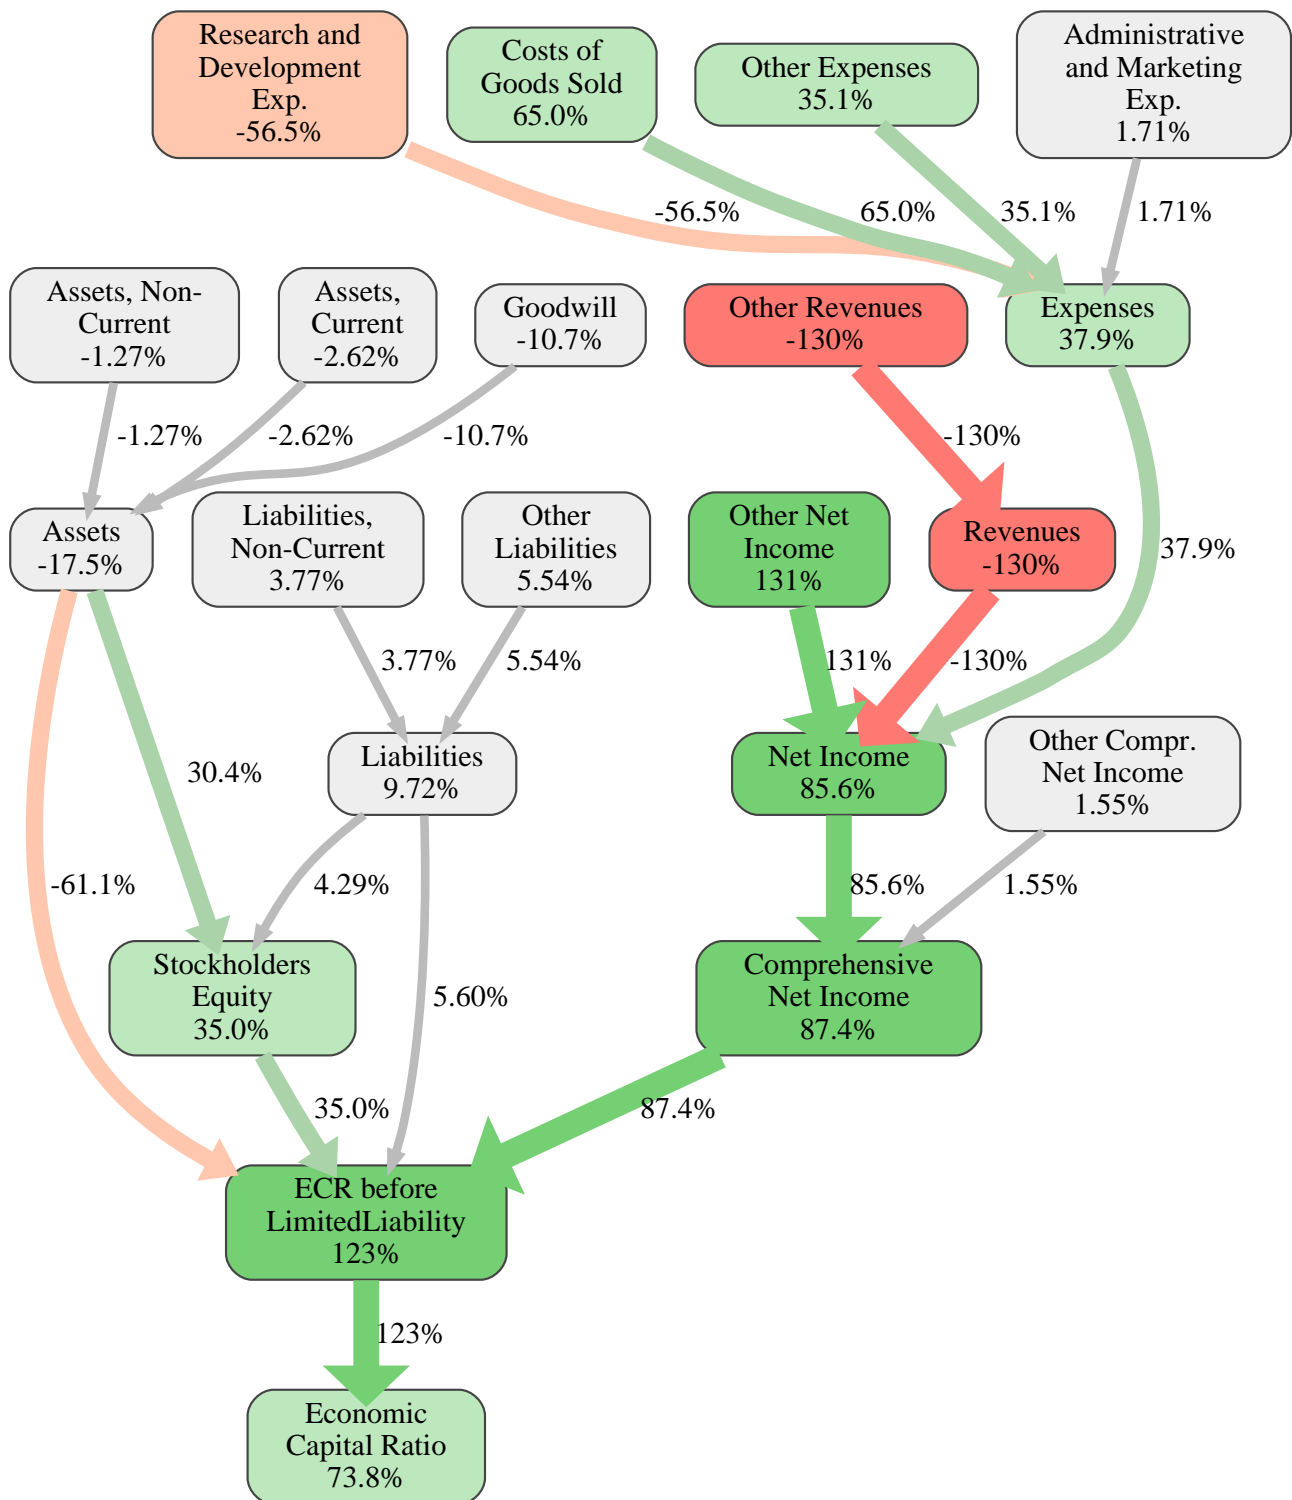 Research and
Development
Exp.
-56.5%
Costs of
Goods Sold
65.0%
Other Expenses
35.1%
Administrative
and Marketing
Exp.
1.71%
-56.5%
65.0%
35.1%
1.71%
Assets, Non-
Current
-1.27%
Assets,
Current
-2.62%
Goodwill
-10.7%
Other Revenues
-130%
Expenses
37.9%
-1.27%
-2.62%
-10.7%
-130%
Assets
-17.5%
Liabilities,
Non-Current
3.77%
Other
Liabilities
5.54%
Other Net
Income
131%
Revenues
-130%
37.9%
3.77%
5.54%
131%
-130%
30.4%
Liabilities
9.72%
Net Income
85.6%
Other Compr.
Net Income
1.55%
-61.1%
4.29%
85.6%
1.55%
Stockholders
Equity
35.0%
5.60%
Comprehensive
Net Income
87.4%
35.0%
87.4%
ECR before
LimitedLiability
123%
123%
Economic
Capital Ratio
73.8%